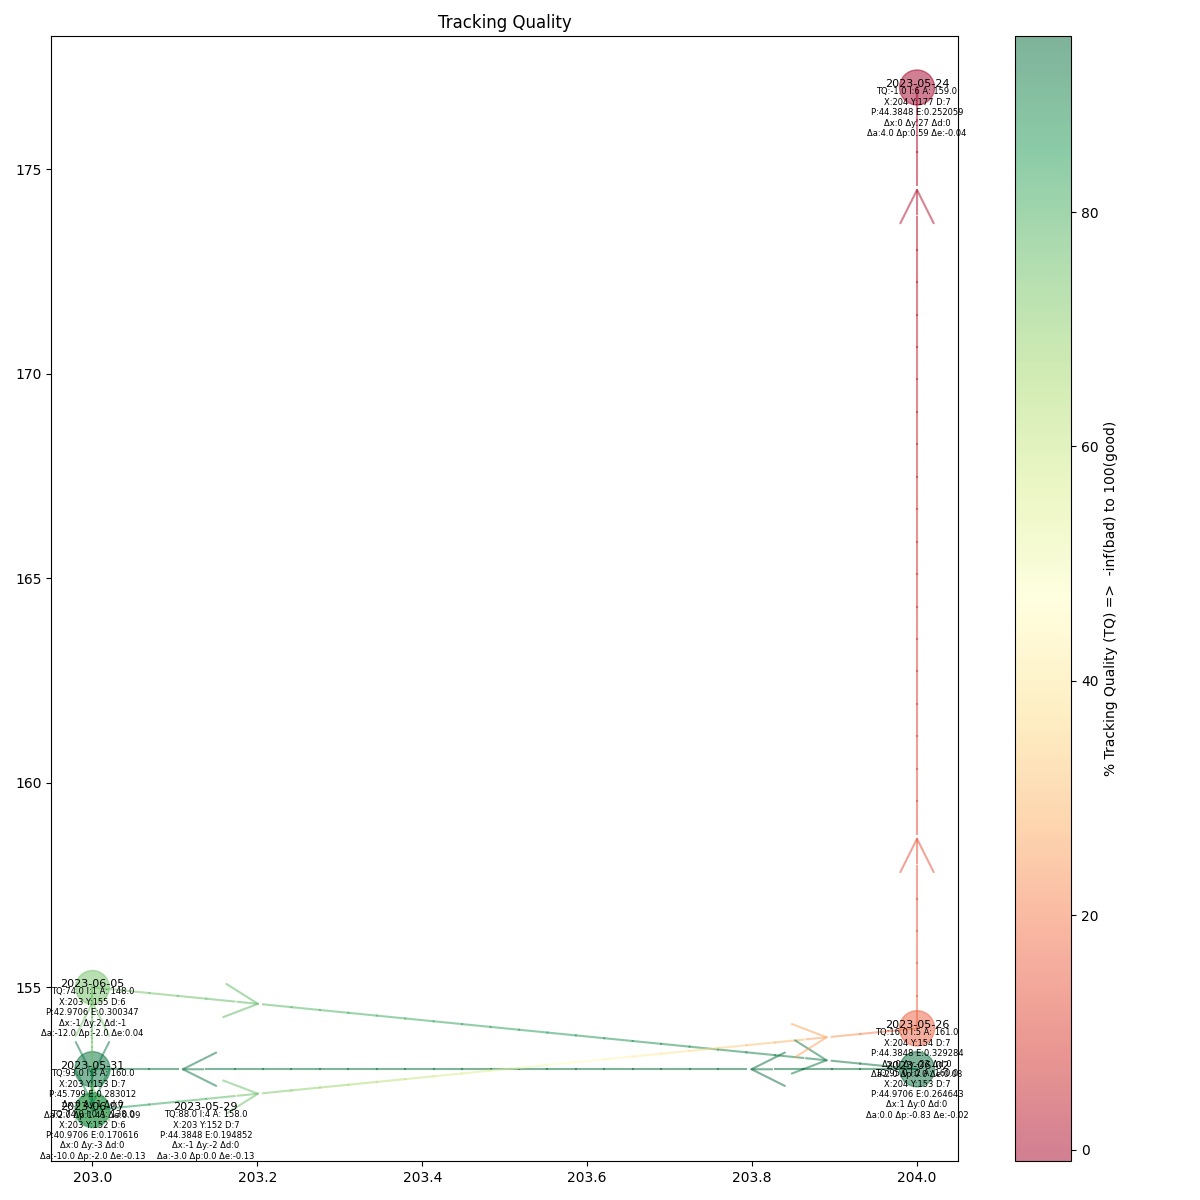 Tracking Quality
2023-05-24
TQ:-1.0 I:6 A: 159.0
X:204 Y:177 D:7
P:44.3848 E:0.252059
Δx:0 Δy:27 Δd:0
Δa:4.0 Δp:0.59 Δe:-0.04
175
170
165
160
155
2023-06-05
TQ:74.0 I:1 A: 148.0
X:203 Y:155 D:6
P:42.9706 E:0.300347
Δx:-1 Δy:2 Δd:-1
Δa:-12.0 Δp:-2.0 Δe:0.04
2023-05-26
TQ:16.0 I:5 A: 161.0
X:204 Y:154 D:7
P:44.3848 E:0.329284
2023-05-31
TQ:93.0 I:3 A: 160.0
X:203 Y:153 D:7
P:45.799 E:0.283012
X:204 Y:153 D:7
P:44.9706 E:0.264643
Δx:1 Δy:0 Δd:0
Δa:0.0 Δp:-0.83 Δe:-0.02
X:203 Y:152 D:6
P:40.9706 E:0.170616
Δx:0 Δy:-3 Δd:0
Δa:-10.0 Δp:-2.0 Δe:-0.13
2023-05-29
TQ:88.0 I:4 A: 158.0
X:203 Y:152 D:7
P:44.3848 E:0.194852
Δx:-1 Δy:-2 Δd:0
Δa:-3.0 Δp:0.0 Δe:-0.13
203.0 203.2 203.4 203.6 203.8 204.0
80
60
40
20
0
% Tracking Quality (TQ) => -inf(bad) to 100(good)